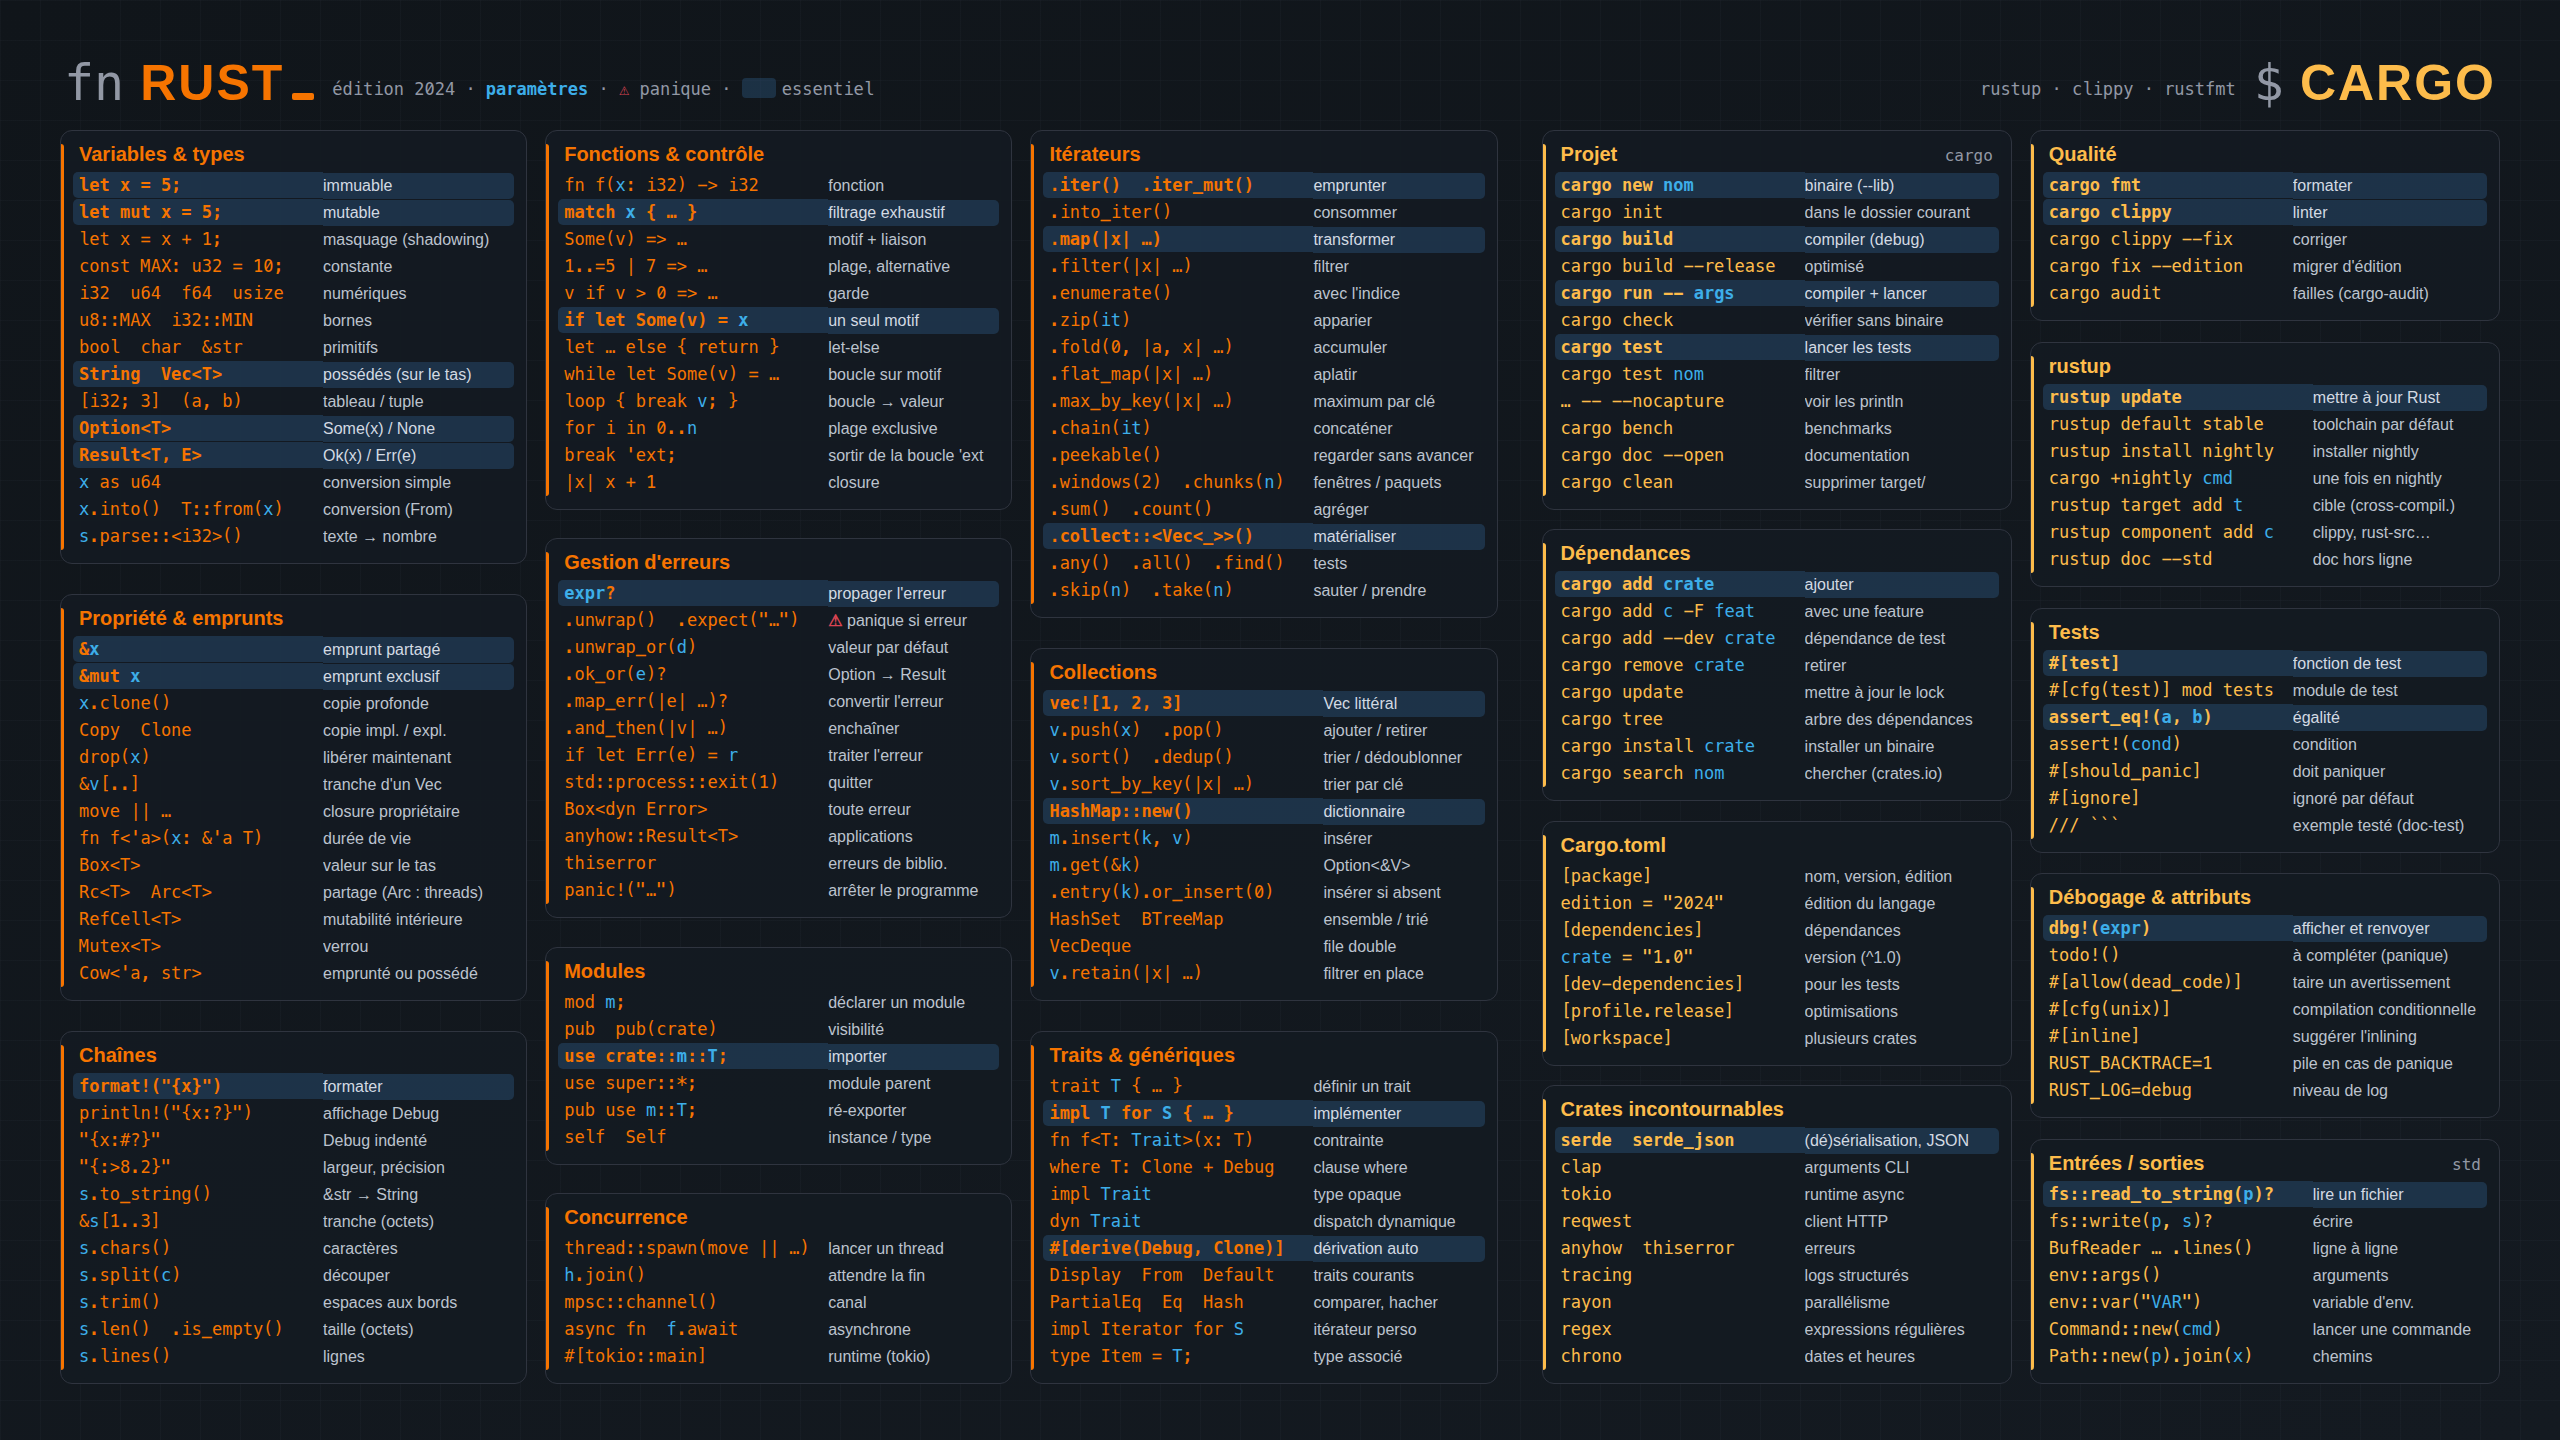 fn RUST_ édition 2024 · paramètres · ⚠ panique · essentiel
rustup · clippy · rustfmt $ CARGO
Variables & types
let x = 5; immuable
let mut x = 5; mutable
let x = x + 1; masquage (shadowing)
const MAX: u32 = 10; constante
i32 u64 f64 usize numériques
u8::MAX i32::MIN bornes
bool char &str primitifs
String Vec<T> possédés (sur le tas)
[i32; 3] (a, b) tableau / tuple
Option<T> Some(x) / None
Result<T, E> Ok(x) / Err(e)
x as u64 conversion simple
x.into() T::from(x) conversion (From)
s.parse::<i32>() texte → nombre
Propriété & emprunts
&x emprunt partagé
&mut x emprunt exclusif
x.clone() copie profonde
Copy Clone copie impl. / expl.
drop(x) libérer maintenant
&v[..] tranche d'un Vec
move || … closure propriétaire
fn f<'a>(x: &'a T) durée de vie
Box<T> valeur sur le tas
Rc<T> Arc<T> partage (Arc : threads)
RefCell<T> mutabilité intérieure
Mutex<T> verrou
Cow<'a, str> emprunté ou possédé
Chaînes
format!("{x}") formater
println!("{x:?}") affichage Debug
"{x:#?}" Debug indenté
"{:>8.2}" largeur, précision
s.to_string() &str → String
&s[1..3] tranche (octets)
s.chars() caractères
s.split(c) découper
s.trim() espaces aux bords
s.len() .is_empty() taille (octets)
s.lines() lignes
Fonctions & contrôle
fn f(x: i32) -> i32 fonction
match x { … } filtrage exhaustif
Some(v) => … motif + liaison
1..=5 | 7 => … plage, alternative
v if v > 0 => … garde
if let Some(v) = x un seul motif
let … else { return } let-else
while let Some(v) = … boucle sur motif
loop { break v; } boucle → valeur
for i in 0..n plage exclusive
break 'ext; sortir de la boucle 'ext
|x| x + 1 closure
Gestion d'erreurs
expr? propager l'erreur
.unwrap() .expect("…") ⚠ panique si erreur
.unwrap_or(d) valeur par défaut
.ok_or(e)? Option → Result
.map_err(|e| …)? convertir l'erreur
.and_then(|v| …) enchaîner
if let Err(e) = r traiter l'erreur
std::process::exit(1) quitter
Box<dyn Error> toute erreur
anyhow::Result<T> applications
thiserror erreurs de biblio.
panic!("…") arrêter le programme
Modules
mod m; déclarer un module
pub pub(crate) visibilité
use crate::m::T; importer
use super::*; module parent
pub use m::T; ré-exporter
self Self instance / type
Concurrence
thread::spawn(move || …) lancer un thread
h.join() attendre la fin
mpsc::channel() canal
async fn f.await asynchrone
#[tokio::main] runtime (tokio)
Itérateurs
.iter() .iter_mut() emprunter
.into_iter() consommer
.map(|x| …) transformer
.filter(|x| …) filtrer
.enumerate() avec l'indice
.zip(it) apparier
.fold(0, |a, x| …) accumuler
.flat_map(|x| …) aplatir
.max_by_key(|x| …) maximum par clé
.chain(it) concaténer
.peekable() regarder sans avancer
.windows(2) .chunks(n) fenêtres / paquets
.sum() .count() agréger
.collect::<Vec<_>>() matérialiser
.any() .all() .find() tests
.skip(n) .take(n) sauter / prendre
Collections
vec![1, 2, 3] Vec littéral
v.push(x) .pop() ajouter / retirer
v.sort() .dedup() trier / dédoublonner
v.sort_by_key(|x| …) trier par clé
HashMap::new() dictionnaire
m.insert(k, v) insérer
m.get(&k) Option<&V>
.entry(k).or_insert(0) insérer si absent
HashSet BTreeMap ensemble / trié
VecDeque file double
v.retain(|x| …) filtrer en place
Traits & génériques
trait T { … } définir un trait
impl T for S { … } implémenter
fn f<T: Trait>(x: T) contrainte
where T: Clone + Debug clause where
impl Trait type opaque
dyn Trait dispatch dynamique
#[derive(Debug, Clone)] dérivation auto
Display From Default traits courants
PartialEq Eq Hash comparer, hacher
impl Iterator for S itérateur perso
type Item = T; type associé
Projet cargo
cargo new nom binaire (--lib)
cargo init dans le dossier courant
cargo build compiler (debug)
cargo build --release optimisé
cargo run -- args compiler + lancer
cargo check vérifier sans binaire
cargo test lancer les tests
cargo test nom filtrer
… -- --nocapture voir les println
cargo bench benchmarks
cargo doc --open documentation
cargo clean supprimer target/
Dépendances
cargo add crate ajouter
cargo add c -F feat avec une feature
cargo add --dev crate dépendance de test
cargo remove crate retirer
cargo update mettre à jour le lock
cargo tree arbre des dépendances
cargo install crate installer un binaire
cargo search nom chercher (crates.io)
Cargo.toml
[package] nom, version, édition
edition = "2024" édition du langage
[dependencies] dépendances
crate = "1.0" version (^1.0)
[dev-dependencies] pour les tests
[profile.release] optimisations
[workspace] plusieurs crates
Crates incontournables
serde serde_json (dé)sérialisation, JSON
clap arguments CLI
tokio runtime async
reqwest client HTTP
anyhow thiserror erreurs
tracing logs structurés
rayon parallélisme
regex expressions régulières
chrono dates et heures
Qualité
cargo fmt formater
cargo clippy linter
cargo clippy --fix corriger
cargo fix --edition migrer d'édition
cargo audit failles (cargo-audit)
rustup
rustup update mettre à jour Rust
rustup default stable toolchain par défaut
rustup install nightly installer nightly
cargo +nightly cmd une fois en nightly
rustup target add t cible (cross-compil.)
rustup component add c clippy, rust-src…
rustup doc --std doc hors ligne
Tests
#[test] fonction de test
#[cfg(test)] mod tests module de test
assert_eq!(a, b) égalité
assert!(cond) condition
#[should_panic] doit paniquer
#[ignore] ignoré par défaut
/// ``` exemple testé (doc-test)
Débogage & attributs
dbg!(expr) afficher et renvoyer
todo!() à compléter (panique)
#[allow(dead_code)] taire un avertissement
#[cfg(unix)] compilation conditionnelle
#[inline] suggérer l'inlining
RUST_BACKTRACE=1 pile en cas de panique
RUST_LOG=debug niveau de log
Entrées / sorties std
fs::read_to_string(p)? lire un fichier
fs::write(p, s)? écrire
BufReader … .lines() ligne à ligne
env::args() arguments
env::var("VAR") variable d'env.
Command::new(cmd) lancer une commande
Path::new(p).join(x) chemins